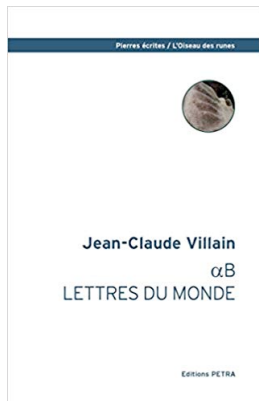 Pierres écrites / L'Oiseau des runes
Jean-Claude Villain
αB
LETTRES DU MONDE
Editions PETRA